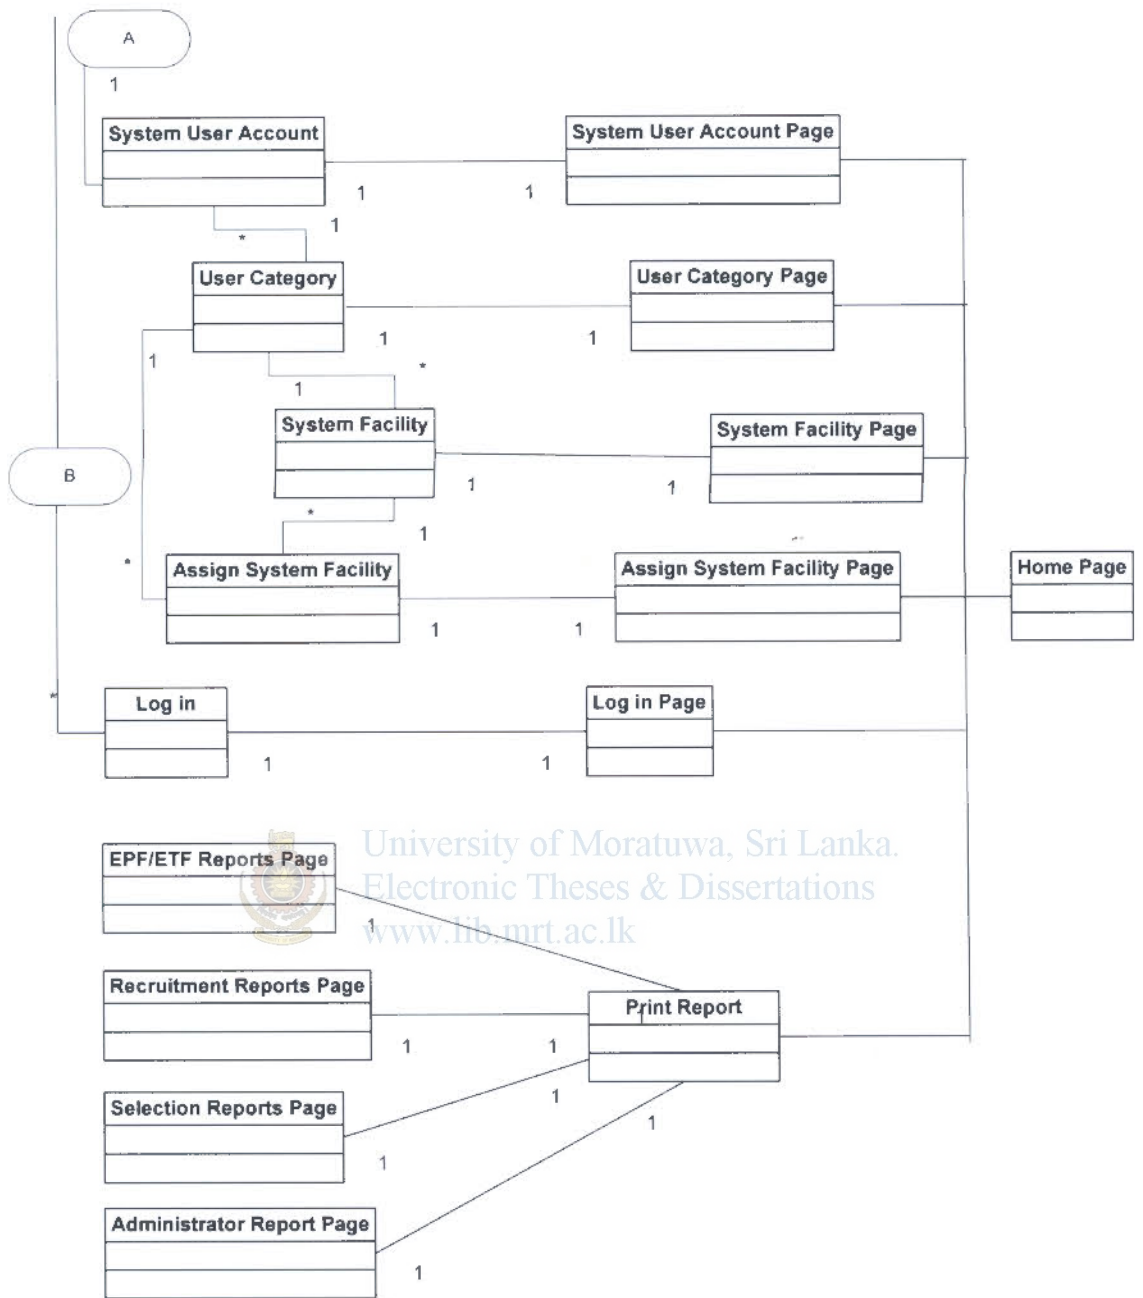 A
1
System User Account
System User Account Page
1
1
1
*
User Category
User Category Page
1
1
1
*
1
System Facility
System Facility Page
B
1
1
*
1
*
Assign System Facility
Assign System Facility Page
Home Page
1
1
*
Log in
Log in Page
1
1
University of Moratuwa, Sri Lanka.
Electronic Theses & Dissertations
www.lib.mrt.ac.lk
EPF/ETF Reports Page
1
Recruitment Reports Page
Print Report
1
1
1
Selection Reports Page
1
1
1
Administrator Report Page
1